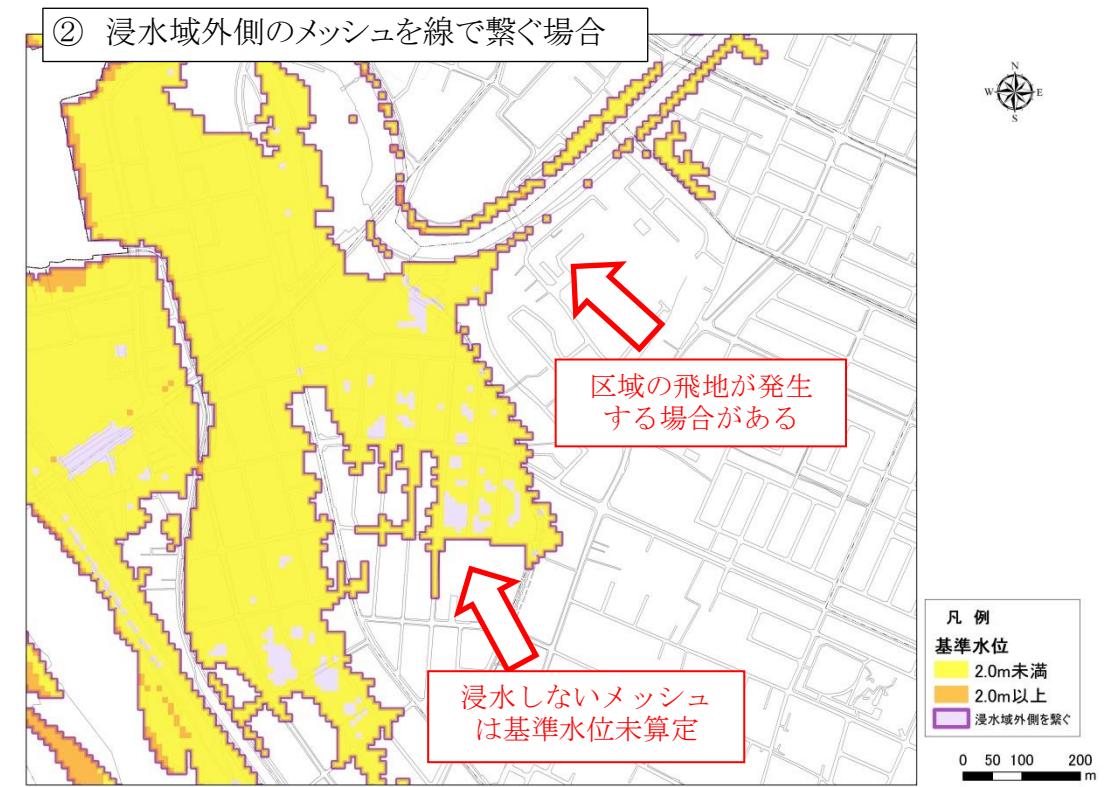 ② 浸水域外側のメッシュを線で繋ぐ場合
N
W E
S
区域の飛地が発生
する場合がある
浸水しないメッシュ
は基準水位未算定
凡 例
基準水位
2.0m未満
2.0m以上
浸水域外側を繋ぐ
0 50 100 200
m